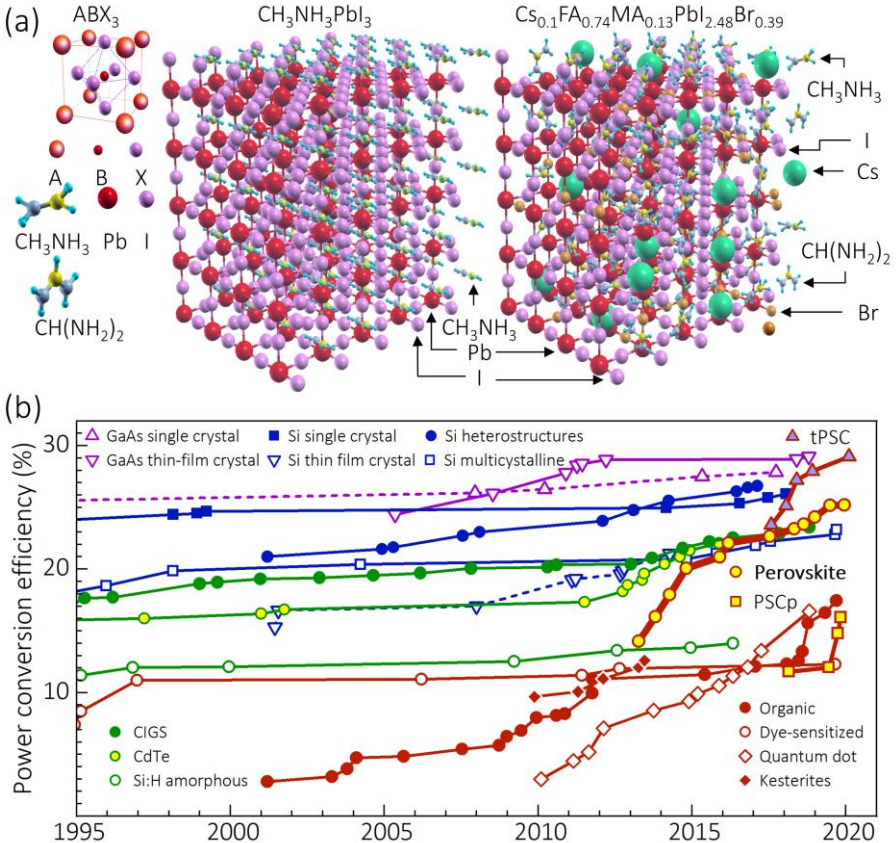 (a)
ABX₃
CH₃NH₃PbI₃
Cs₀.₁FA₀.₇₄MA₀.₁₃PbI₂.₄₈Br₀.₃₉
A B X
CH₃NH₃ Pb I
CH(NH₂)₂
CH₃NH₃
Pb
I
CH₃NH₃
I
Cs
CH(NH₂)₂
Br
(b)
Power conversion efficiency (%)
30
20
10
GaAs single crystal
GaAs thin-film crystal
Si single crystal
Si thin film crystal
Si heterostructures
Si multicystalline
tPSC
Perovskite
PSCp
CIGS
CdTe
Si:H amorphous
Organic
Dye-sensitized
Quantum dot
Kesterites
1995 2000 2005 2010 2015 2020